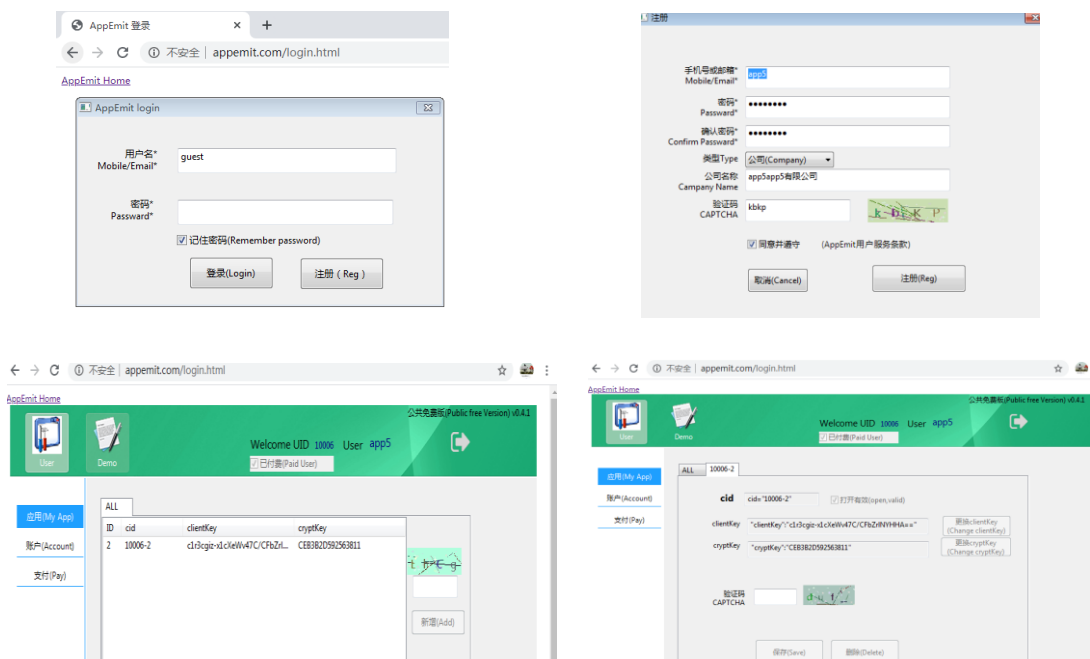 AppEmit 登录
不安全 | appemit.com/login.html
AppEmit Home
AppEmit login
用户名*
Mobile/Email*
guest
密码*
Password*
记住密码(Remember password)
登录(Login)
注册 ( Reg )
注册
手机号或邮箱*
Mobile/Email*
app5
密码*
Password*
确认密码*
Confirm Password*
类型Type
公司(Company)
公司名称
Campany Name
app5app5有限公司
验证码
CAPTCHA
kbkp
k b K P
同意并遵守
(AppEmit用户服务条款)
取消(Cancel)
注册(Reg)
不安全 | appemit.com/login.html
AppEmit Home
公共免费版(Public free Version) v0.4.1
User
Demo
Welcome UID 10006 User app5
已付费(Paid User)
应用(My App)
账户(Account)
支付(Pay)
ALL
ID cid clientKey cryptKey
2 10006-2 c1r3cgiz-x1cXeWv47C/CFbZrl... CEB3B2D592563811
新增(Add)
不安全 | appemit.com/login.html
AppEmit Home
公共免费版(Public free Version) v0.4.1
User
Demo
Welcome UID 10006 User app5
已付费(Paid User)
应用(My App)
账户(Account)
支付(Pay)
ALL
10006-2
cid
cid="10006-2"
打开有效(open,valid)
clientKey
"clientKey":"c1r3cgiz-x1cXeWv47C/CFbZrlNYHHA=="
更换clientKey
(Change clientKey)
cryptKey
"cryptKey":"CEB3B2D592563811"
更换cryptKey
(Change cryptKey)
验证码
CAPTCHA
保存(Save)
删除(Delete)